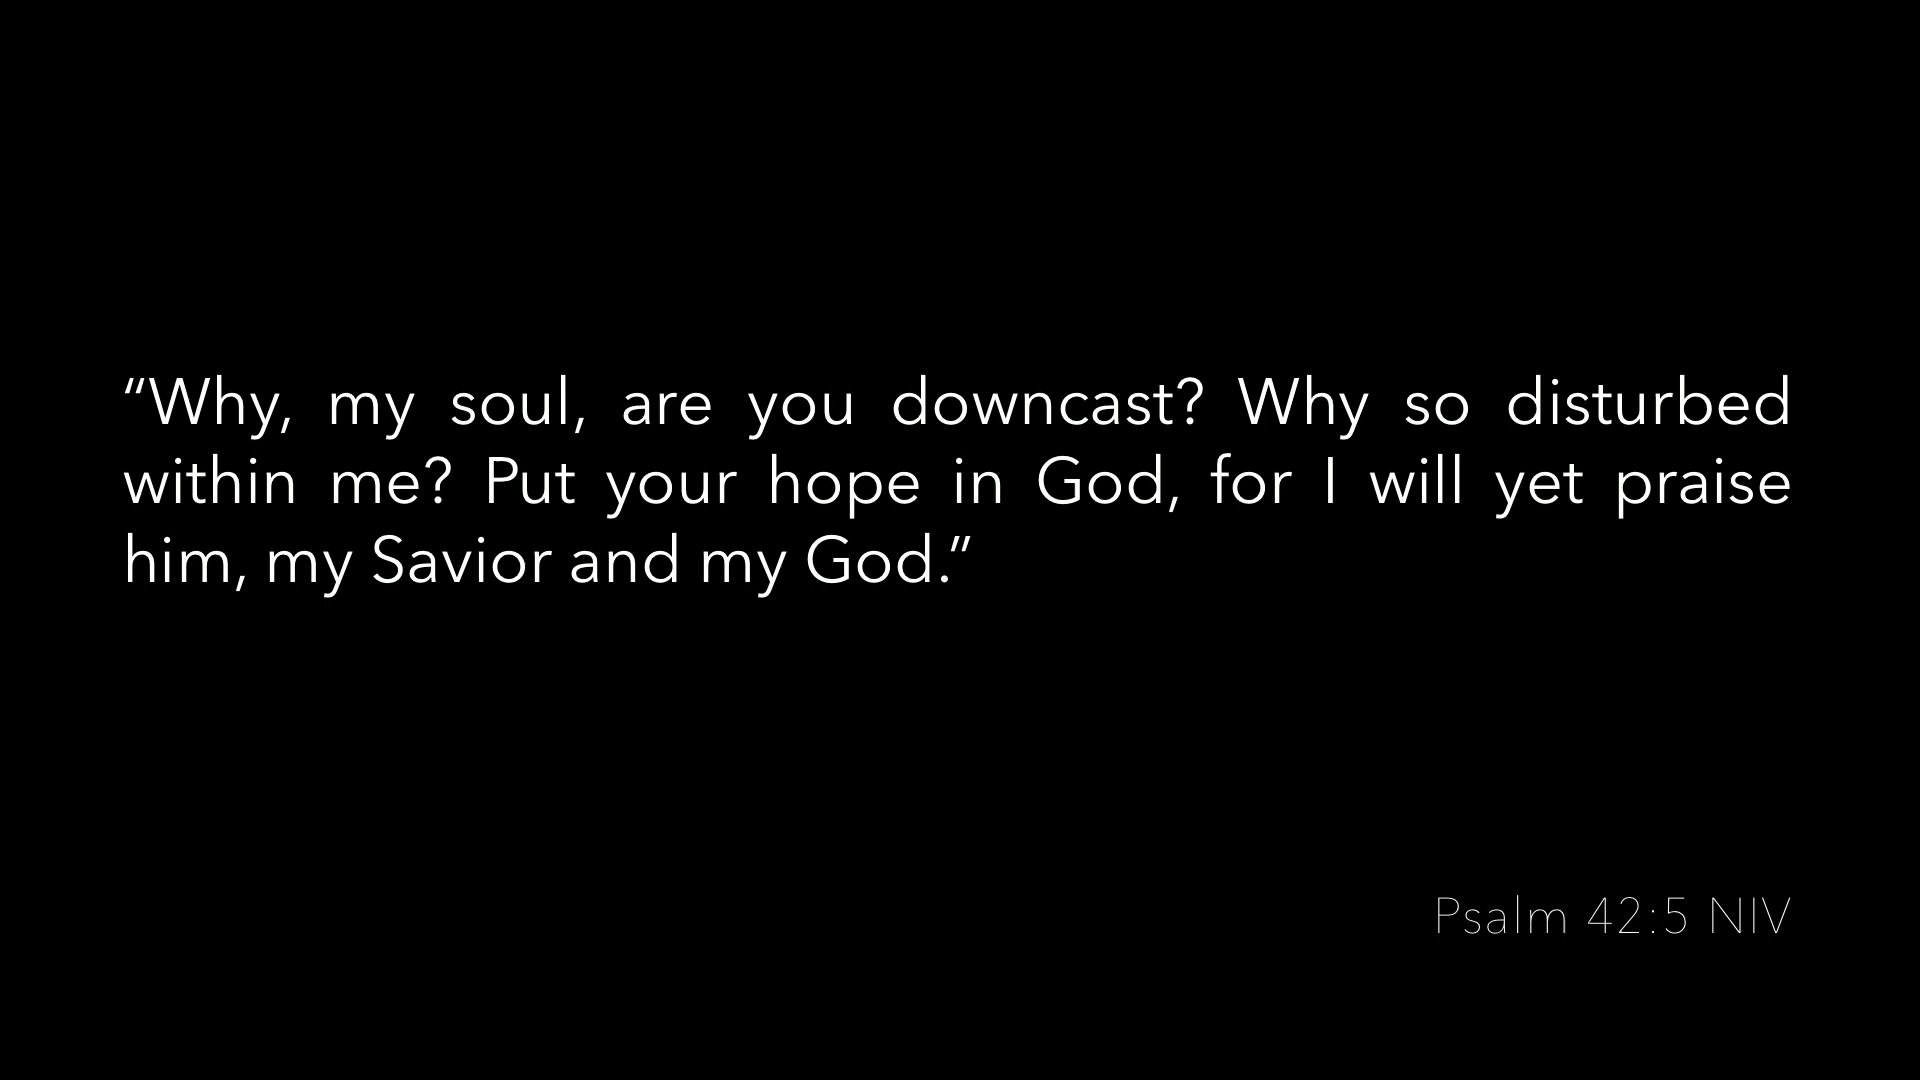 “Why, my soul, are you downcast? Why so disturbed
within me? Put your hope in God, for I will yet praise
him, my Savior and my God.”
Psalm 42:5 NIV